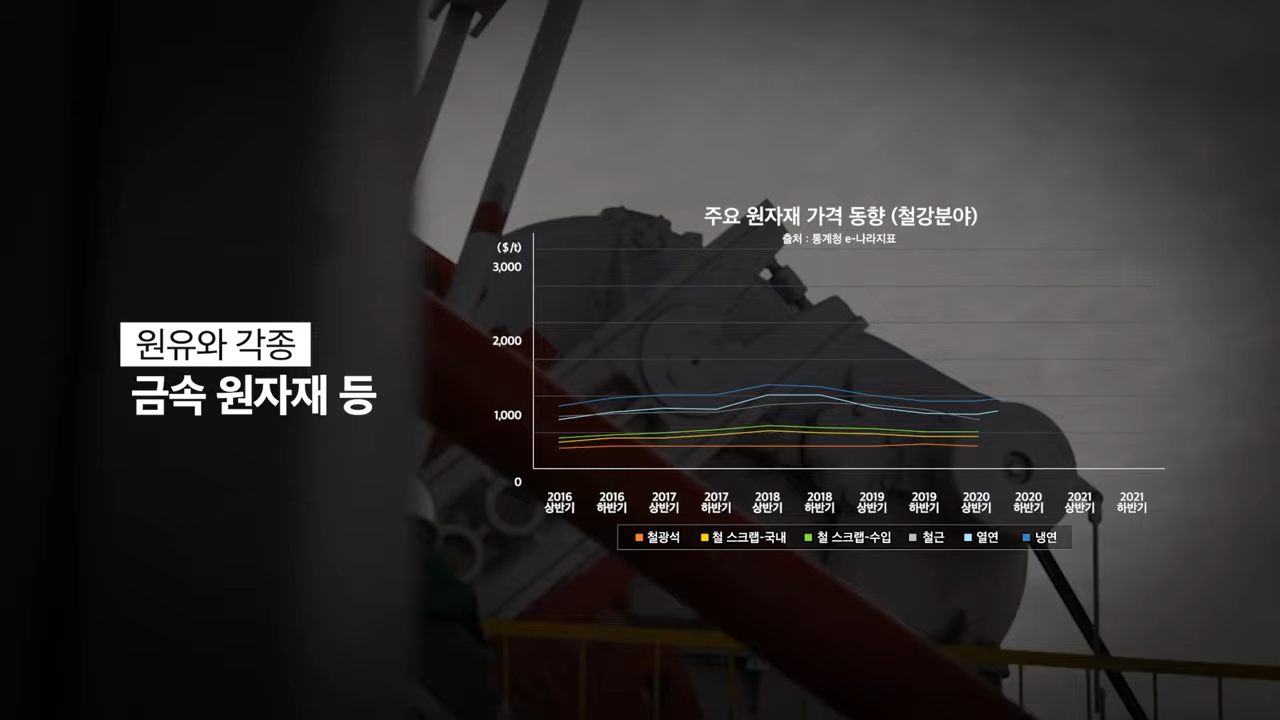 원유와 각종
금속 원자재 등
주요 원자재 가격 동향 (철강분야)
출처 : 통계청 e-나라지표
($/t)
3,000
2,000
1,000
0
2016 상반기
2016 하반기
2017 상반기
2017 하반기
2018 상반기
2018 하반기
2019 상반기
2019 하반기
2020 상반기
2020 하반기
2021 상반기
2021 하반기
철광석 철 스크랩-국내 철 스크랩-수입 철근 열연 냉연